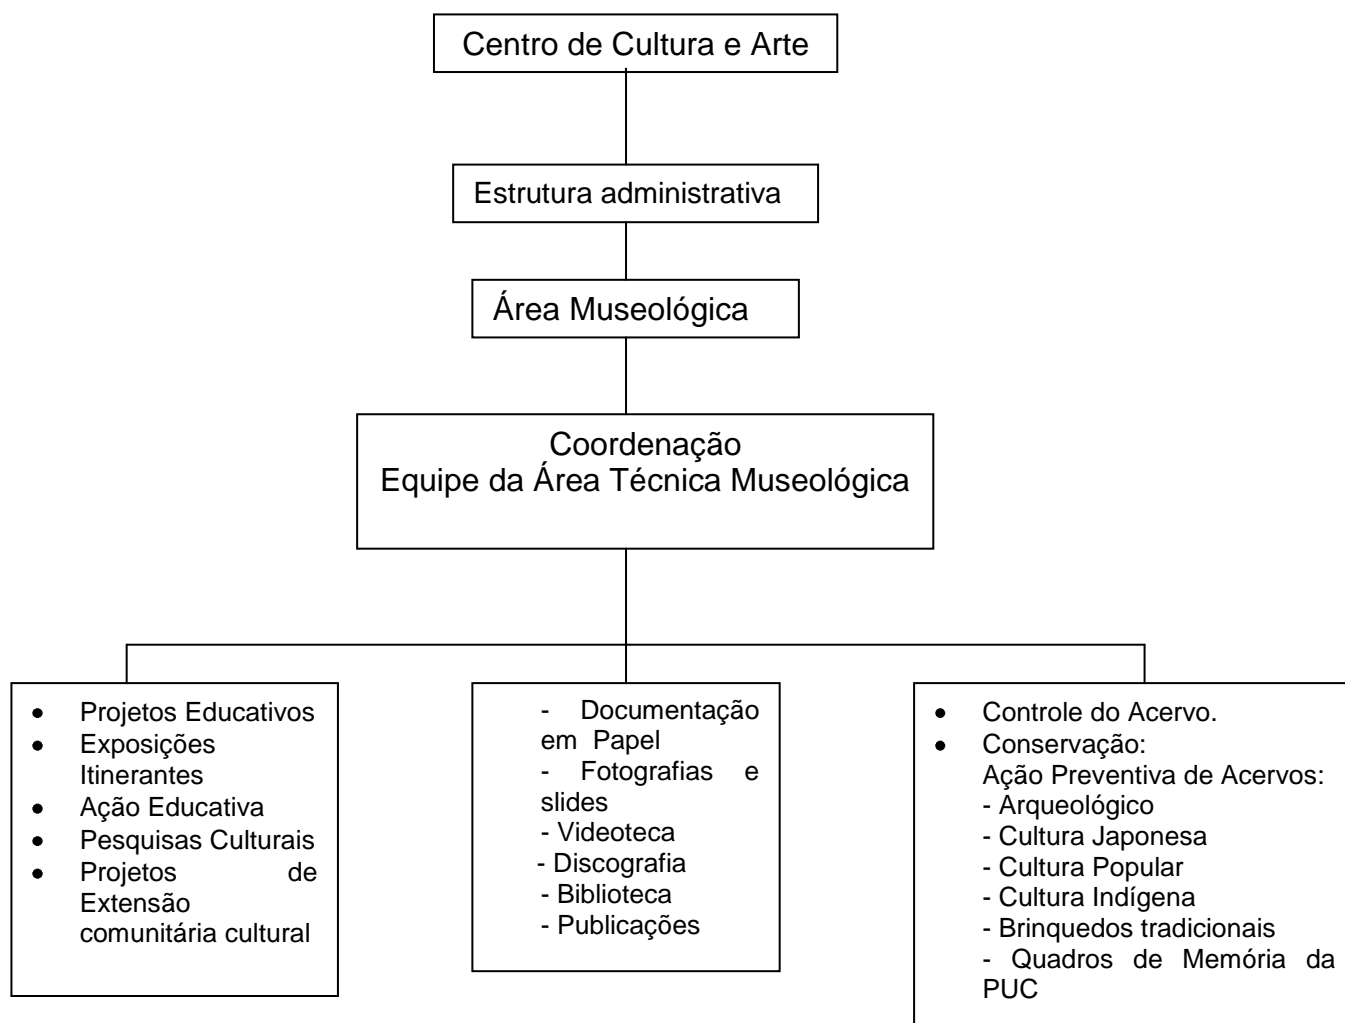 Centro de Cultura e Arte
Estrutura administrativa
Área Museológica
Coordenação
Equipe da Área Técnica Museológica
• Projetos Educativos
• Exposições
Itinerantes
• Ação Educativa
• Pesquisas Culturais
• Projetos de
Extensão
comunitária cultural
- Documentação
em Papel
- Fotografias e
slides
- Videoteca
- Discografia
- Biblioteca
- Publicações
• Controle do Acervo.
• Conservação:
Ação Preventiva de Acervos:
- Arqueológico
- Cultura Japonesa
- Cultura Popular
- Cultura Indígena
- Brinquedos tradicionais
- Quadros de Memória da
PUC